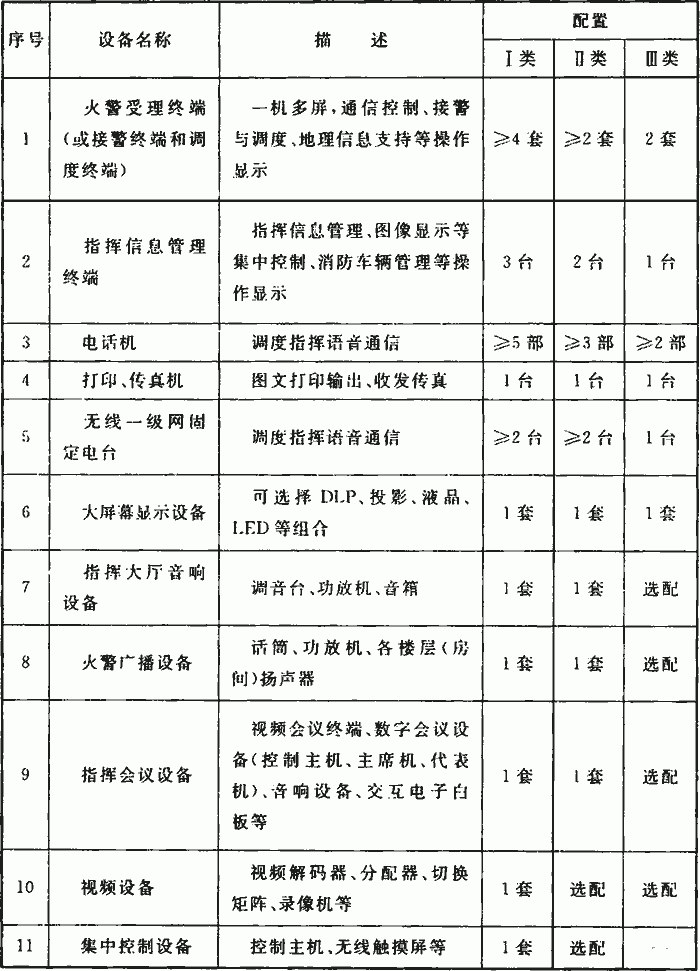 序号 设备名称 描 述 配置
Ⅰ类 Ⅱ类 Ⅲ类
1 火警受理终端(或接警终端和调度终端) 一机多屏,通信控制、接警与调度、地理信息支持等操作显示 ≥4套 ≥2套 2套
2 指挥信息管理终端 指挥信息管理、图像显示等集中控制、消防车辆管理等操作显示 3台 2台 1台
3 电话机 调度指挥语音通信 ≥5部 ≥3部 ≥2部
4 打印、传真机 图文打印输出、收发传真 1台 1台 1台
5 无线一级网固定电台 调度指挥语音通信 ≥2台 ≥2台 1台
6 大屏幕显示设备 可选择 DLP、投影、液晶、LED等组合 1套 1套 1套
7 指挥大厅音响设备 调音台、功放机、音箱 1套 1套 选配
8 火警广播设备 话筒、功放机、各楼层(房间)扬声器 1套 1套 选配
9 指挥会议设备 视频会议终端、数字会议设备(控制主机、主席机、代表机)、音响设备、交互电子白板等 1套 1套 选配
10 视频设备 视频解码器、分配器、切换矩阵、录像机等 1套 选配 选配
11 集中控制设备 控制主机、无线触摸屏等 1套 选配 --